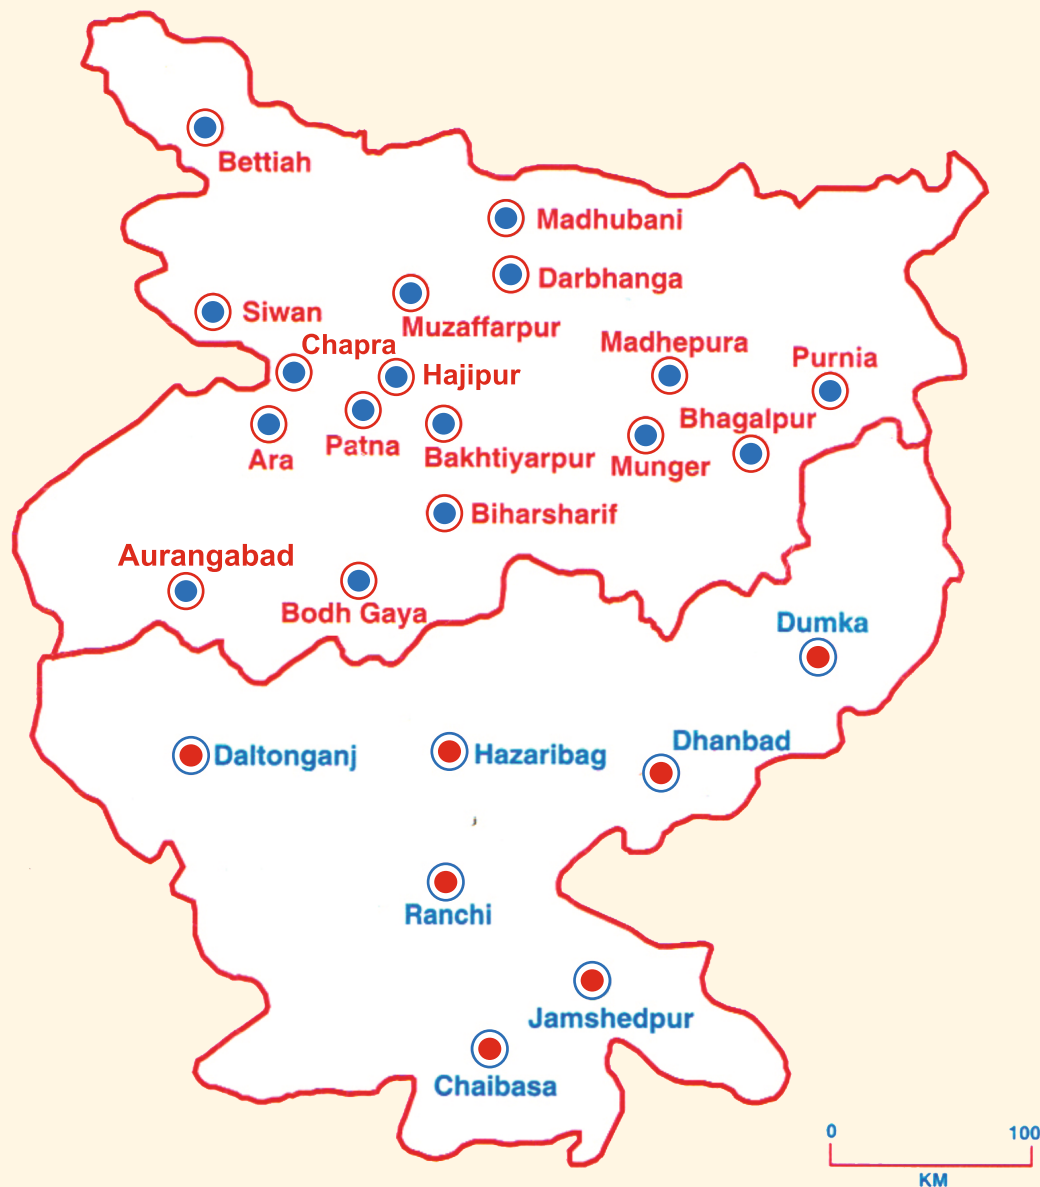 Bettiah
Madhubani
Darbhanga
Siwan
Muzaffarpur
Chapra
Madhepura
Purnia
Hajipur
Bhagalpur
Patna
Ara
Bakhtiyarpur
Munger
Biharsharif
Aurangabad
Bodh Gaya
Dumka
Dhanbad
Daltonganj
Hazaribag
Ranchi
Jamshedpur
Chaibasa
0 100
KM